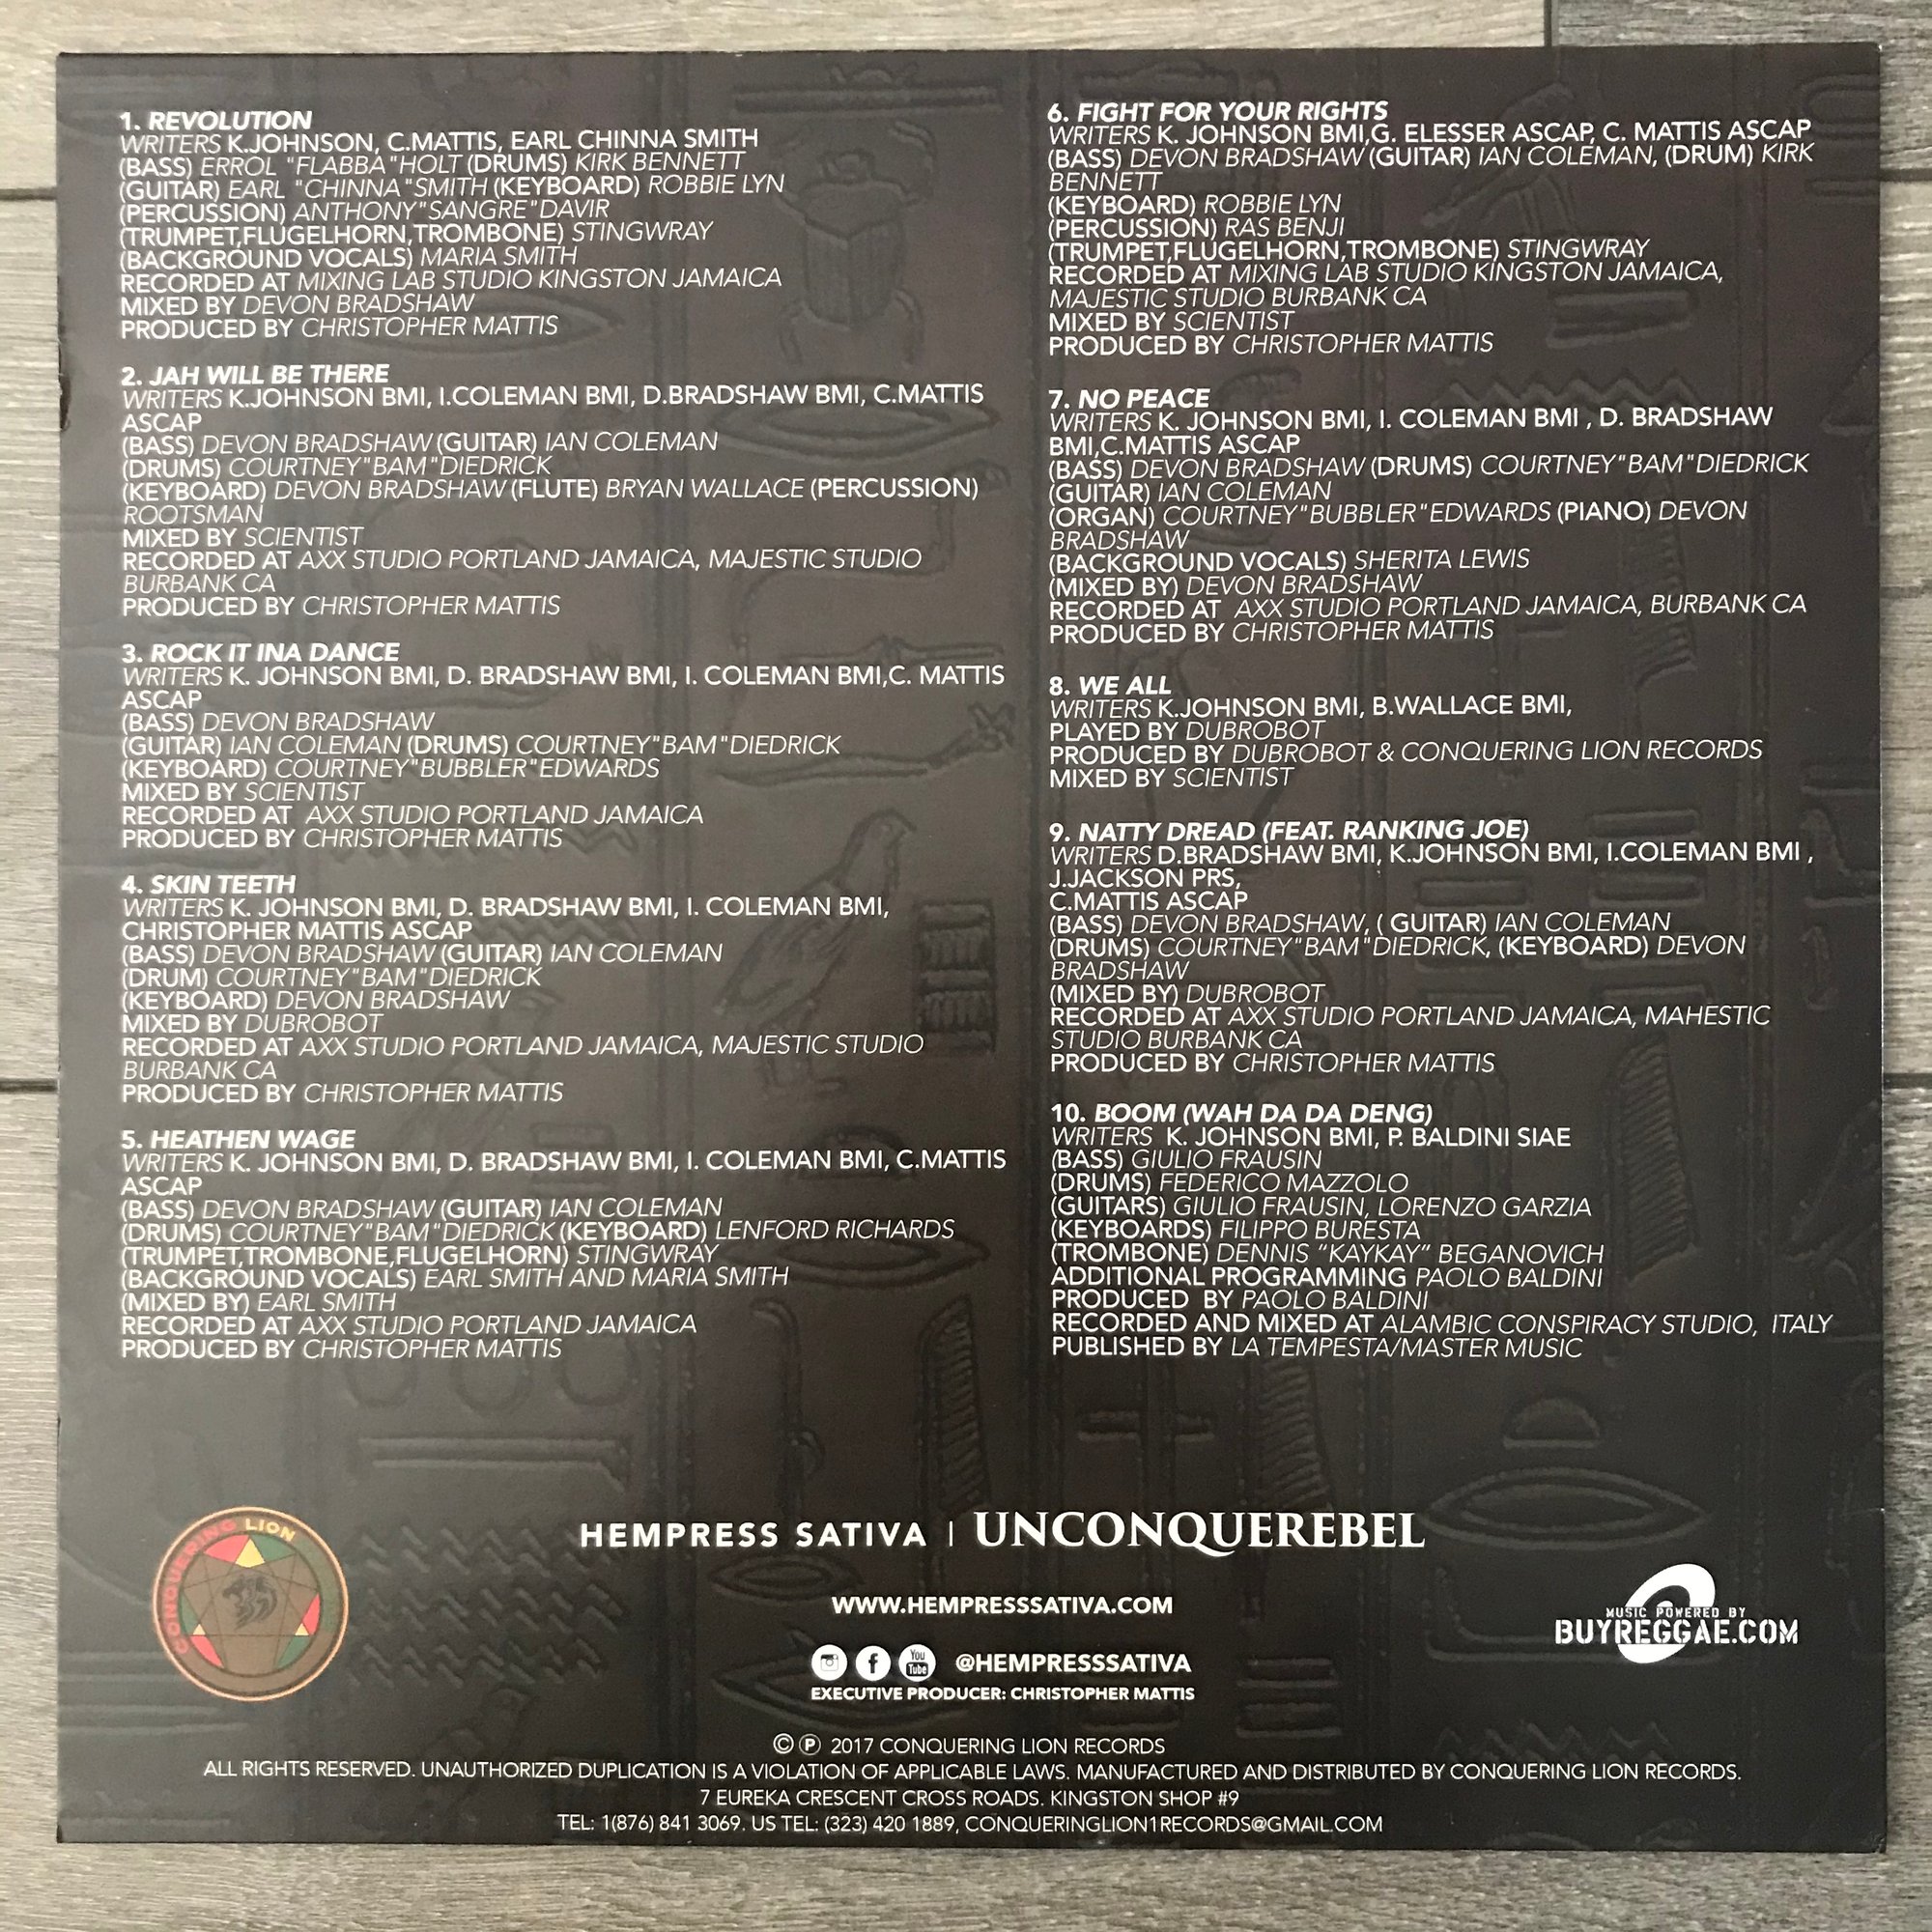 1. REVOLUTION
WRITERS K.JOHNSON, C.MATTIS, EARL CHINNA SMITH
(BASS) ERROL "FLABBA"HOLT (DRUMS) KIRK BENNETT
(GUITAR) EARL "CHINNA"SMITH (KEYBOARD) ROBBIE LYN
(PERCUSSION) ANTHONY"SANGRE"DAVIR
(TRUMPET,FLUGELHORN,TROMBONE) STINGWRAY
(BACKGROUND VOCALS) MARIA SMITH
RECORDED AT MIXING LAB STUDIO KINGSTON JAMAICA
MIXED BY DEVON BRADSHAW
PRODUCED BY CHRISTOPHER MATTIS
2. JAH WILL BE THERE
WRITERS K.JOHNSON BMI, I.COLEMAN BMI, D.BRADSHAW BMI, C.MATTIS
ASCAP
(BASS) DEVON BRADSHAW (GUITAR) IAN COLEMAN
(DRUMS) COURTNEY"BAM"DIEDRICK
(KEYBOARD) DEVON BRADSHAW (FLUTE) BRYAN WALLACE (PERCUSSION)
ROOTSMAN
MIXED BY SCIENTIST
RECORDED AT AXX STUDIO PORTLAND JAMAICA, MAJESTIC STUDIO
BURBANK CA
PRODUCED BY CHRISTOPHER MATTIS
3. ROCK IT INA DANCE
WRITERS K. JOHNSON BMI, D. BRADSHAW BMI, I. COLEMAN BMI,C. MATTIS
ASCAP
(BASS) DEVON BRADSHAW
(GUITAR) IAN COLEMAN (DRUMS) COURTNEY"BAM"DIEDRICK
(KEYBOARD) COURTNEY"BUBBLER"EDWARDS
MIXED BY SCIENTIST
RECORDED AT AXX STUDIO PORTLAND JAMAICA
PRODUCED BY CHRISTOPHER MATTIS
4. SKIN TEETH
WRITERS K. JOHNSON BMI, D. BRADSHAW BMI, I. COLEMAN BMI,
CHRISTOPHER MATTIS ASCAP
(BASS) DEVON BRADSHAW (GUITAR) IAN COLEMAN
(DRUM) COURTNEY"BAM"DIEDRICK
(KEYBOARD) DEVON BRADSHAW
MIXED BY DUBROBOT
RECORDED AT AXX STUDIO PORTLAND JAMAICA, MAJESTIC STUDIO
BURBANK CA
PRODUCED BY CHRISTOPHER MATTIS
5. HEATHEN WAGE
WRITERS K. JOHNSON BMI, D. BRADSHAW BMI, I. COLEMAN BMI, C.MATTIS
ASCAP
(BASS) DEVON BRADSHAW (GUITAR) IAN COLEMAN
(DRUMS) COURTNEY"BAM"DIEDRICK (KEYBOARD) LENFORD RICHARDS
(TRUMPET,TROMBONE,FLUGELHORN) STINGWRAY
(BACKGROUND VOCALS) EARL SMITH AND MARIA SMITH
(MIXED BY) EARL SMITH
RECORDED AT AXX STUDIO PORTLAND JAMAICA
PRODUCED BY CHRISTOPHER MATTIS
6. FIGHT FOR YOUR RIGHTS
WRITERS K. JOHNSON BMI,G. ELESSER ASCAP, C. MATTIS ASCAP
(BASS) DEVON BRADSHAW (GUITAR) IAN COLEMAN, (DRUM) KIRK
BENNETT
(KEYBOARD) ROBBIE LYN
(PERCUSSION) RAS BENJI
(TRUMPET,FLUGELHORN,TROMBONE) STINGWRAY
RECORDED AT MIXING LAB STUDIO KINGSTON JAMAICA,
MAJESTIC STUDIO BURBANK CA
MIXED BY SCIENTIST
PRODUCED BY CHRISTOPHER MATTIS
7. NO PEACE
WRITERS K. JOHNSON BMI, I. COLEMAN BMI , D. BRADSHAW
BMI,C.MATTIS ASCAP
(BASS) DEVON BRADSHAW (DRUMS) COURTNEY"BAM"DIEDRICK
(GUITAR) IAN COLEMAN
(ORGAN) COURTNEY"BUBBLER"EDWARDS (PIANO) DEVON
BRADSHAW
(BACKGROUND VOCALS) SHERITA LEWIS
(MIXED BY) DEVON BRADSHAW
RECORDED AT AXX STUDIO PORTLAND JAMAICA, BURBANK CA
PRODUCED BY CHRISTOPHER MATTIS
8. WE ALL
WRITERS K.JOHNSON BMI, B.WALLACE BMI,
PLAYED BY DUBROBOT
PRODUCED BY DUBROBOT & CONQUERING LION RECORDS
MIXED BY SCIENTIST
9. NATTY DREAD (FEAT. RANKING JOE)
WRITERS D.BRADSHAW BMI, K.JOHNSON BMI, I.COLEMAN BMI ,
J.JACKSON PRS,
C.MATTIS ASCAP
(BASS) DEVON BRADSHAW, ( GUITAR) IAN COLEMAN
(DRUMS) COURTNEY"BAM"DIEDRICK, (KEYBOARD) DEVON
BRADSHAW
(MIXED BY) DUBROBOT
RECORDED AT AXX STUDIO PORTLAND JAMAICA, MAHESTIC
STUDIO BURBANK CA
PRODUCED BY CHRISTOPHER MATTIS
10. BOOM (WAH DA DA DENG)
WRITERS K. JOHNSON BMI, P. BALDINI SIAE
(BASS) GIULIO FRAUSIN
(DRUMS) FEDERICO MAZZOLO
(GUITARS) GIULIO FRAUSIN, LORENZO GARZIA
(KEYBOARDS) FILIPPO BURESTA
(TROMBONE) DENNIS “KAYKAY” BEGANOVICH
ADDITIONAL PROGRAMMING PAOLO BALDINI
PRODUCED BY PAOLO BALDINI
RECORDED AND MIXED AT ALAMBIC CONSPIRACY STUDIO, ITALY
PUBLISHED BY LA TEMPESTA/MASTER MUSIC
CONQUERING LION
HEMPRESS SATIVA | UNCONQUEREBEL
WWW.HEMPRESSSATIVA.COM
MUSIC POWERED BY
BUYREGGAE.COM
You Tube @HEMPRESSSATIVA
EXECUTIVE PRODUCER: CHRISTOPHER MATTIS
© ℗ 2017 CONQUERING LION RECORDS
ALL RIGHTS RESERVED. UNAUTHORIZED DUPLICATION IS A VIOLATION OF APPLICABLE LAWS. MANUFACTURED AND DISTRIBUTED BY CONQUERING LION RECORDS.
7 EUREKA CRESCENT CROSS ROADS. KINGSTON SHOP #9
TEL: 1(876) 841 3069. US TEL: (323) 420 1889, CONQUERINGLION1RECORDS@GMAIL.COM